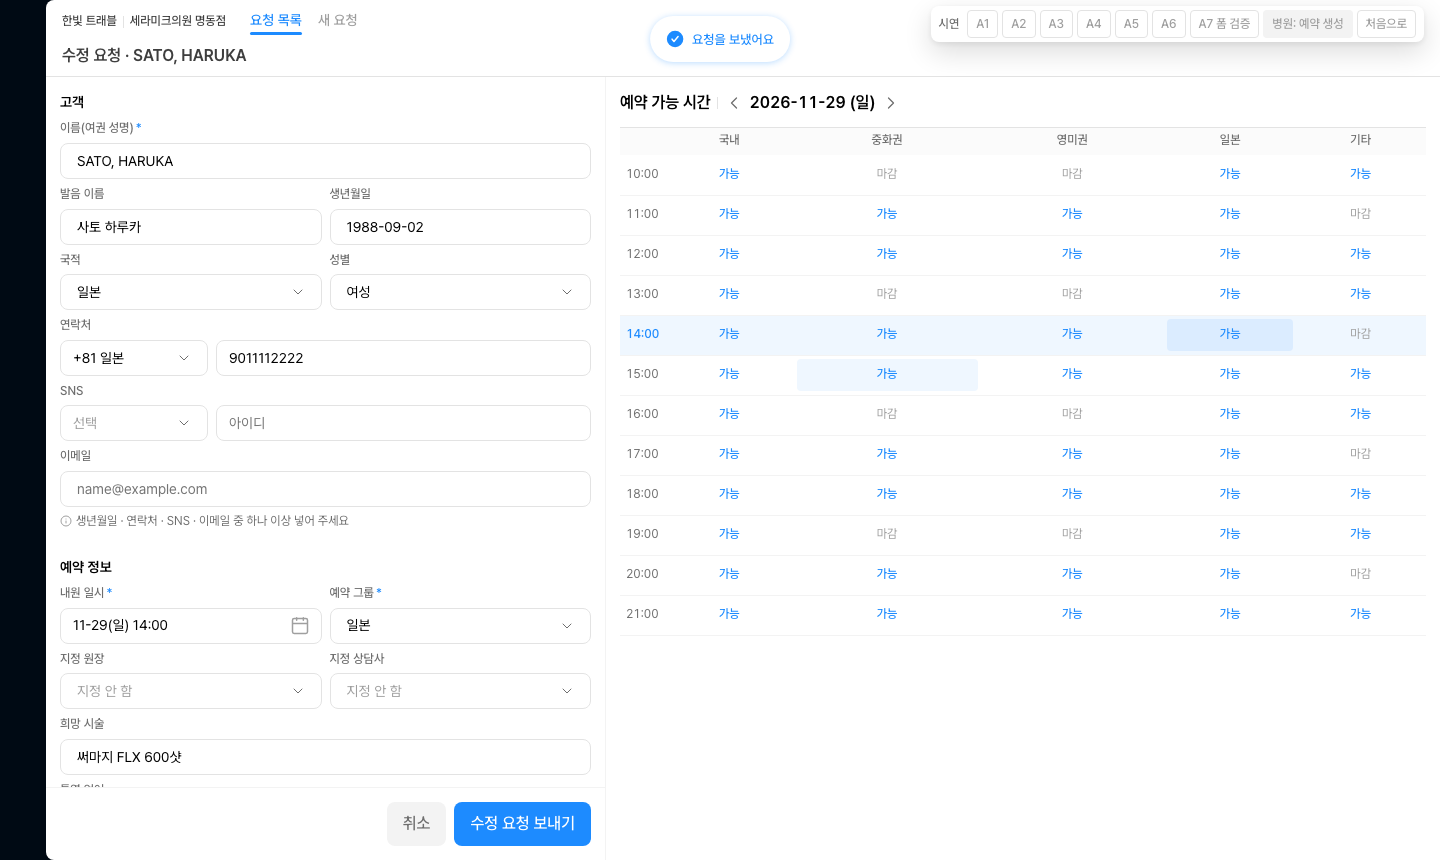 한빛 트래블 세라미크의원 명동점 요청 목록 새 요청
요청을 보냈어요
시연 A1 A2 A3 A4 A5 A6 A7 폼 검증 병원: 예약 생성 처음으로
수정 요청 · SATO, HARUKA
고객
이름(여권 성명) *
SATO, HARUKA
발음 이름 생년월일
사토 하루카 1988-09-02
국적 성별
일본 여성
연락처
+81 일본 9011112222
SNS
선택 아이디
이메일
name@example.com
생년월일 · 연락처 · SNS · 이메일 중 하나 이상 넣어 주세요
예약 정보
내원 일시 * 예약 그룹 *
11-29(일) 14:00 일본
지정 원장 지정 상담사
지정 안 함 지정 안 함
희망 시술
써마지 FLX 600샷
취소 수정 요청 보내기
예약 가능 시간 2026-11-29 (일)
국내 중화권 영미권 일본 기타
10:00 가능 마감 마감 가능 가능
11:00 가능 가능 가능 가능 마감
12:00 가능 가능 가능 가능 가능
13:00 가능 마감 마감 가능 가능
14:00 가능 가능 가능 가능 마감
15:00 가능 가능 가능 가능 가능
16:00 가능 마감 마감 가능 가능
17:00 가능 가능 가능 가능 마감
18:00 가능 가능 가능 가능 가능
19:00 가능 마감 마감 가능 가능
20:00 가능 가능 가능 가능 마감
21:00 가능 가능 가능 가능 가능